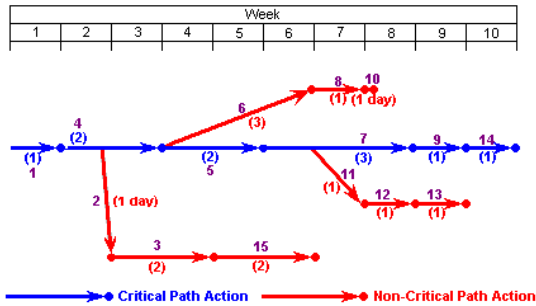 Week
1 2 3 4 5 6 7 8 9 10
8 10
(1) (1 day)
6
(3)
4
(2)
7 9 14
(1) (2) (3) (1) (1)
1 5
11
(1)
2 (1 day)
12 13
(1) (1)
3 15
(2) (2)
Critical Path Action Non-Critical Path Action